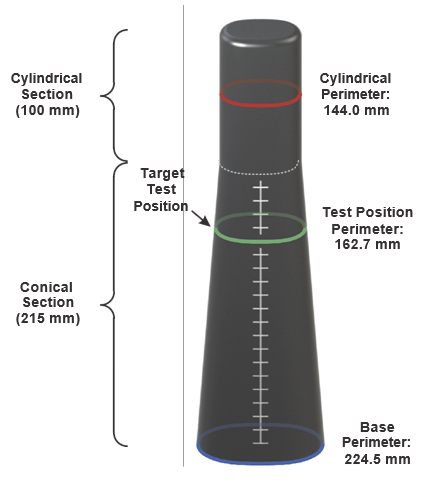 Cylindrical
Section
(100 mm)
Cylindrical
Perimeter:
144.0 mm
Target
Test
Position
Test Position
Perimeter:
162.7 mm
Conical
Section
(215 mm)
Base
Perimeter:
224.5 mm